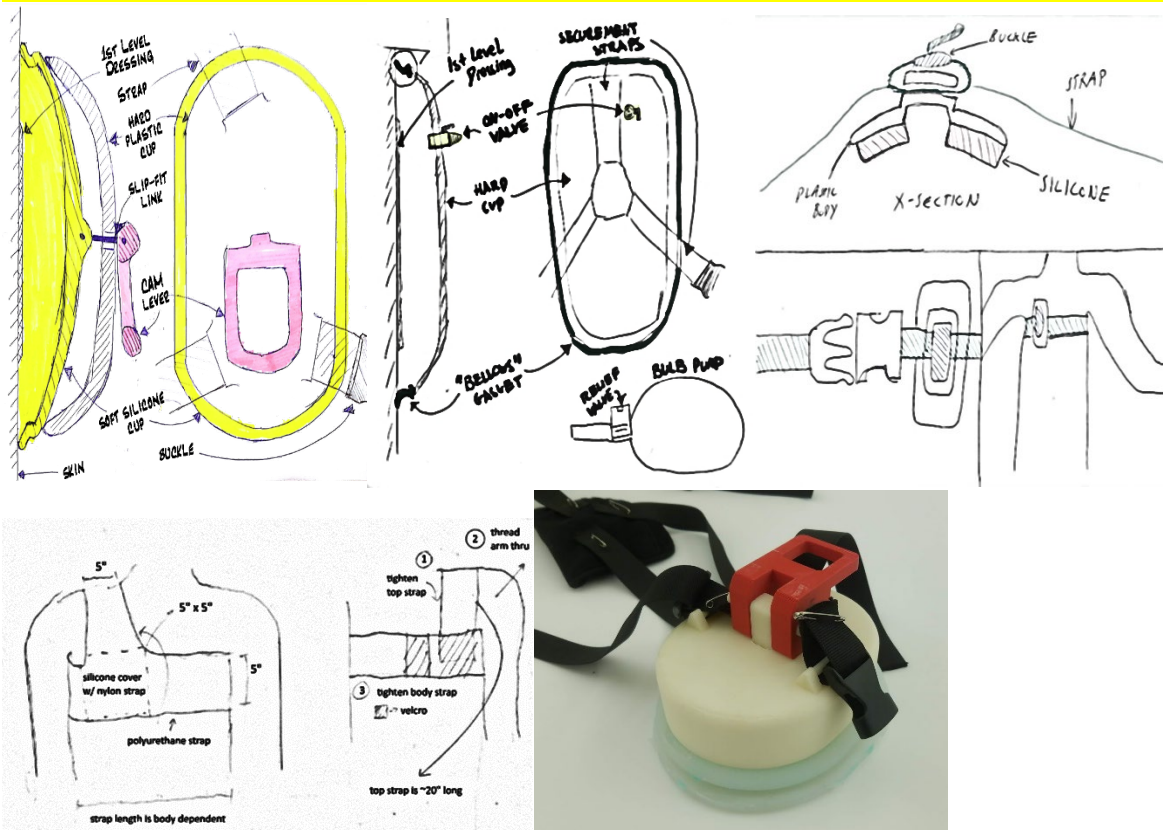 1ST LEVEL
DRESSING
STRAP
HARD
PLASTIC
CUP
SLIP-FIT
LINK
CAM
LEVER
SOFT SILICONE
CUP
BUCKLE
SKIN
1st Level
Dressing
SECUREMENT
STRAPS
ON-OFF
VALVE
HARD
CUP
"BELLOWS"
GASKET
RELIEF
VALVE
BULB PUMP
BUCKLE
STRAP
PLASTIC
BODY
SILICONE
X-SECTION
5"
5" x 5"
silicone cover
w/ nylon strap
5"
polyurethane strap
strap length is body dependent
1
tighten
top strap
2
thread
arm thru
3
tighten body strap
velcro
top strap is ~20" long